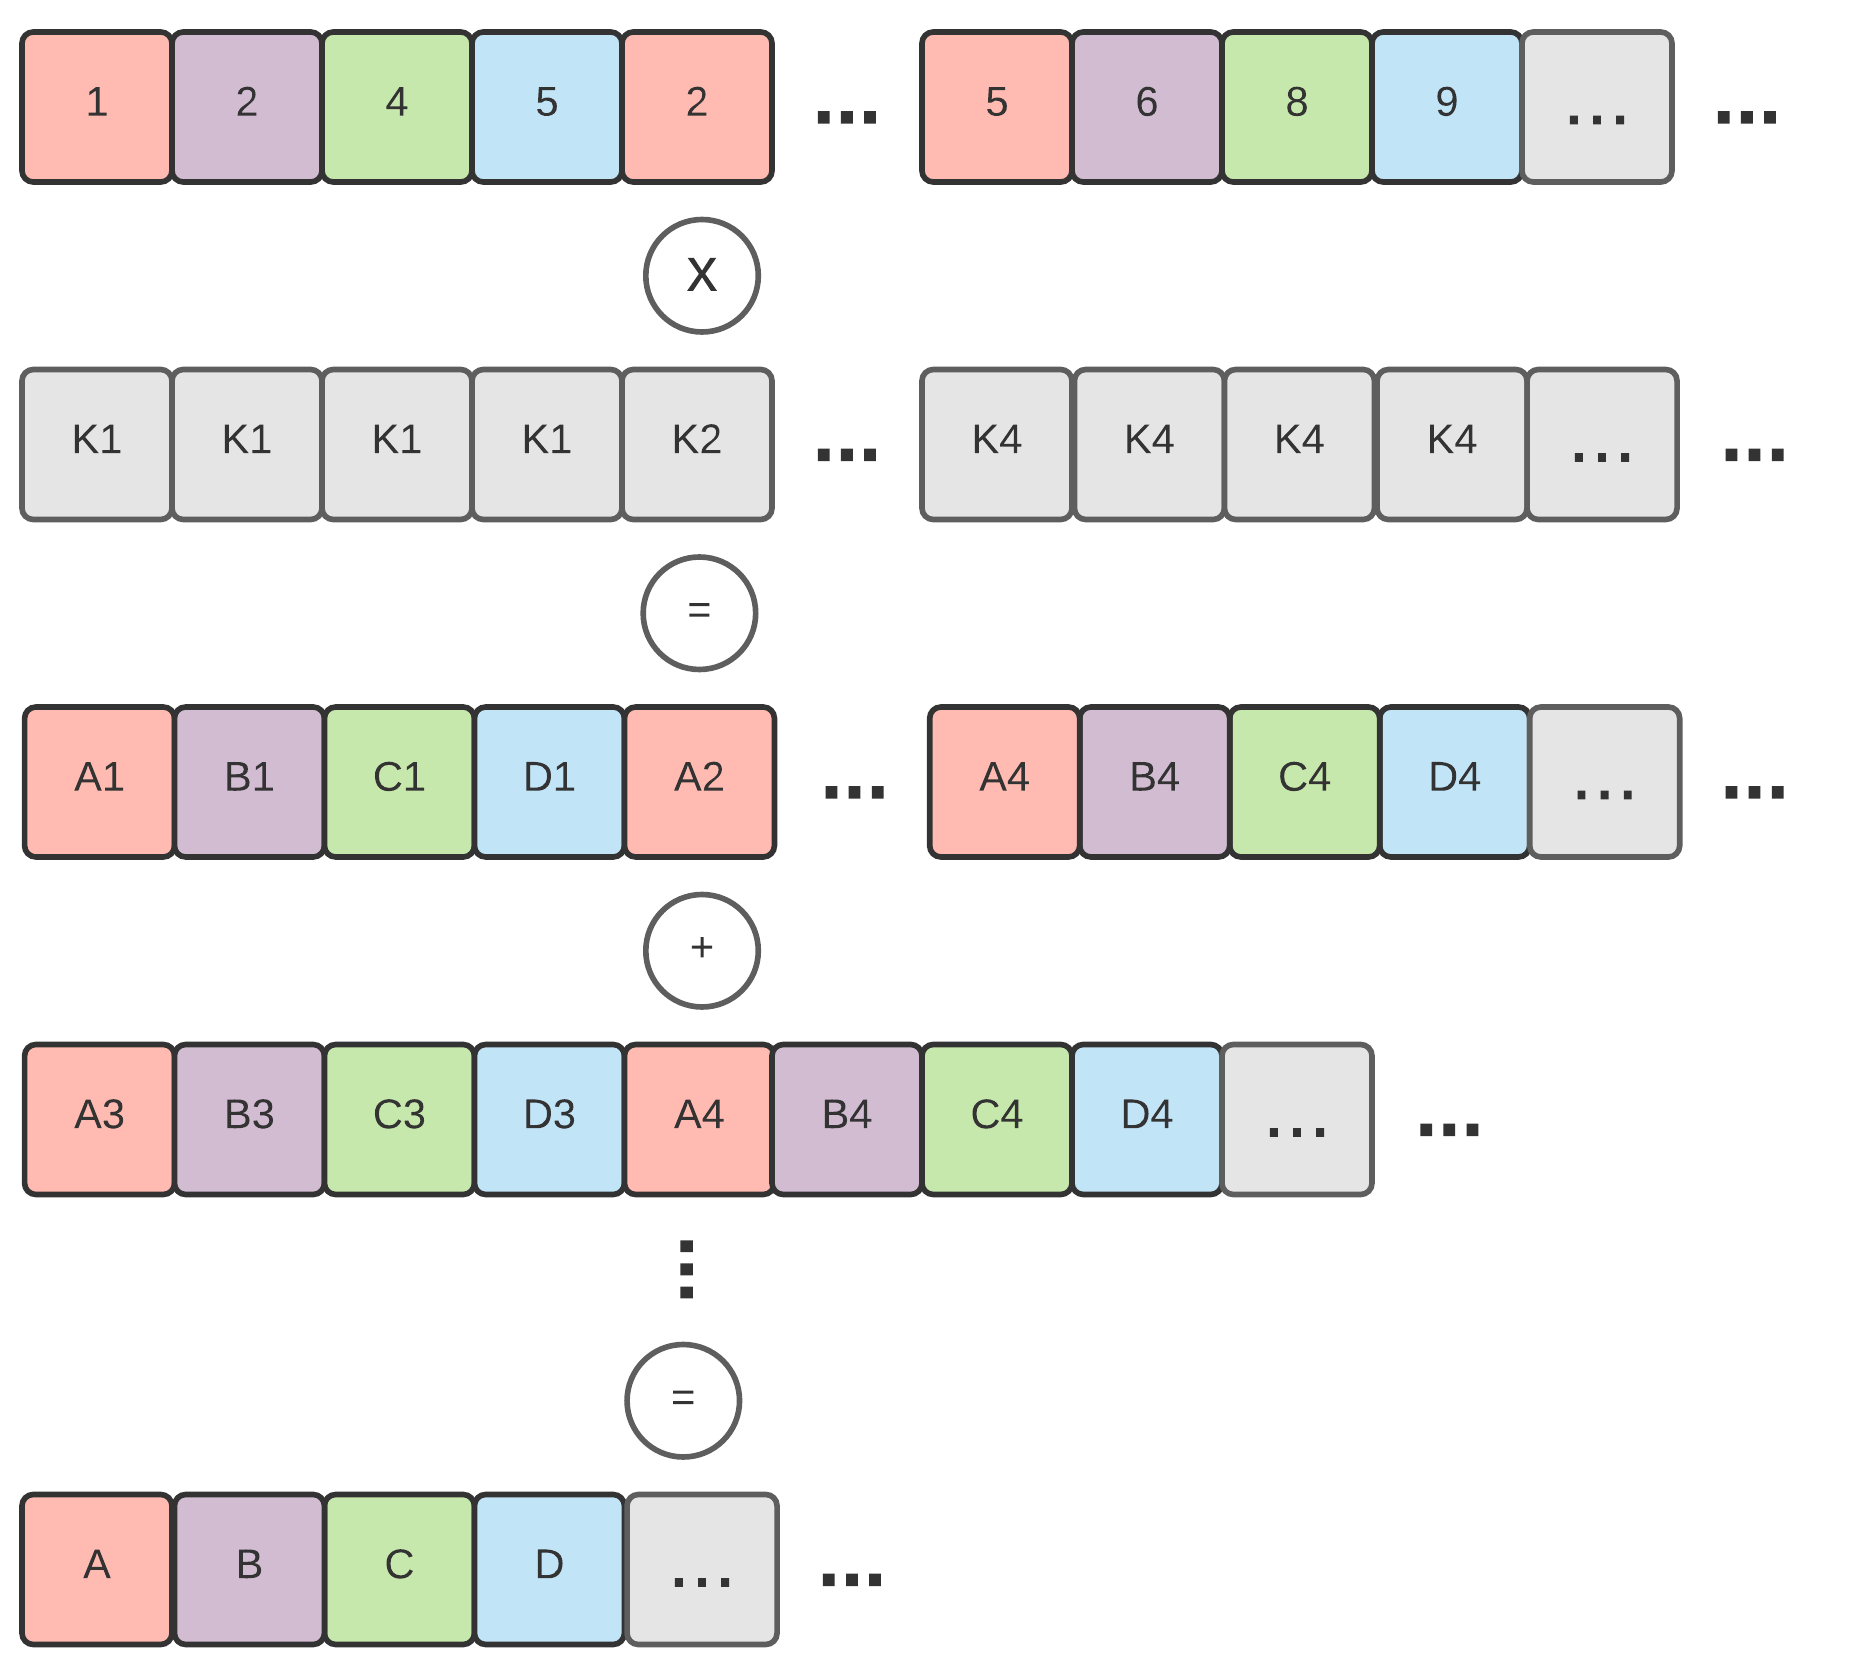 1 2 4 5 2 ... 5 6 8 9 ... ...
X
K1 K1 K1 K1 K2 ... K4 K4 K4 K4 ... ...
=
A1 B1 C1 D1 A2 ... A4 B4 C4 D4 ... ...
+
A3 B3 C3 D3 A4 B4 C4 D4 ... ...
=
A B C D ... ...